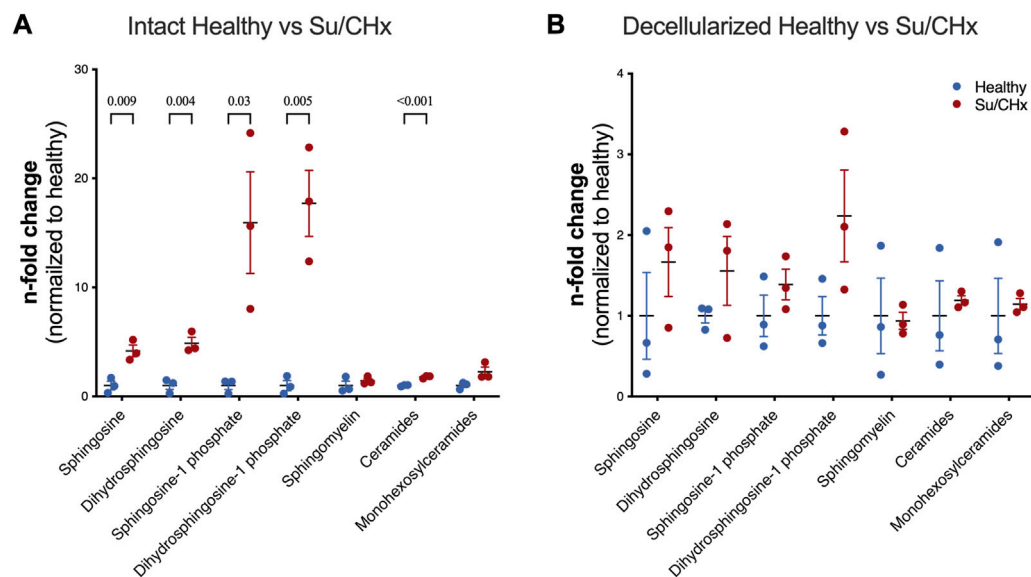 A
Intact Healthy vs Su/CHx
n-fold change
(normalized to healthy)
30
20
10
0
0.009
0.004
0.03
0.005
<0.001
Sphingosine
Dihydrosphingosine
Sphingosine-1 phosphate
Dihydrosphingosine-1 phosphate
Sphingomyelin
Ceramides
Monohexosylceramides
B
Decellularized Healthy vs Su/CHx
n-fold change
(normalized to healthy)
4
3
2
1
0
Healthy
Su/CHx
Sphingosine
Dihydrosphingosine
Sphingosine-1 phosphate
Dihydrosphingosine-1 phosphate
Sphingomyelin
Ceramides
Monohexosylceramides